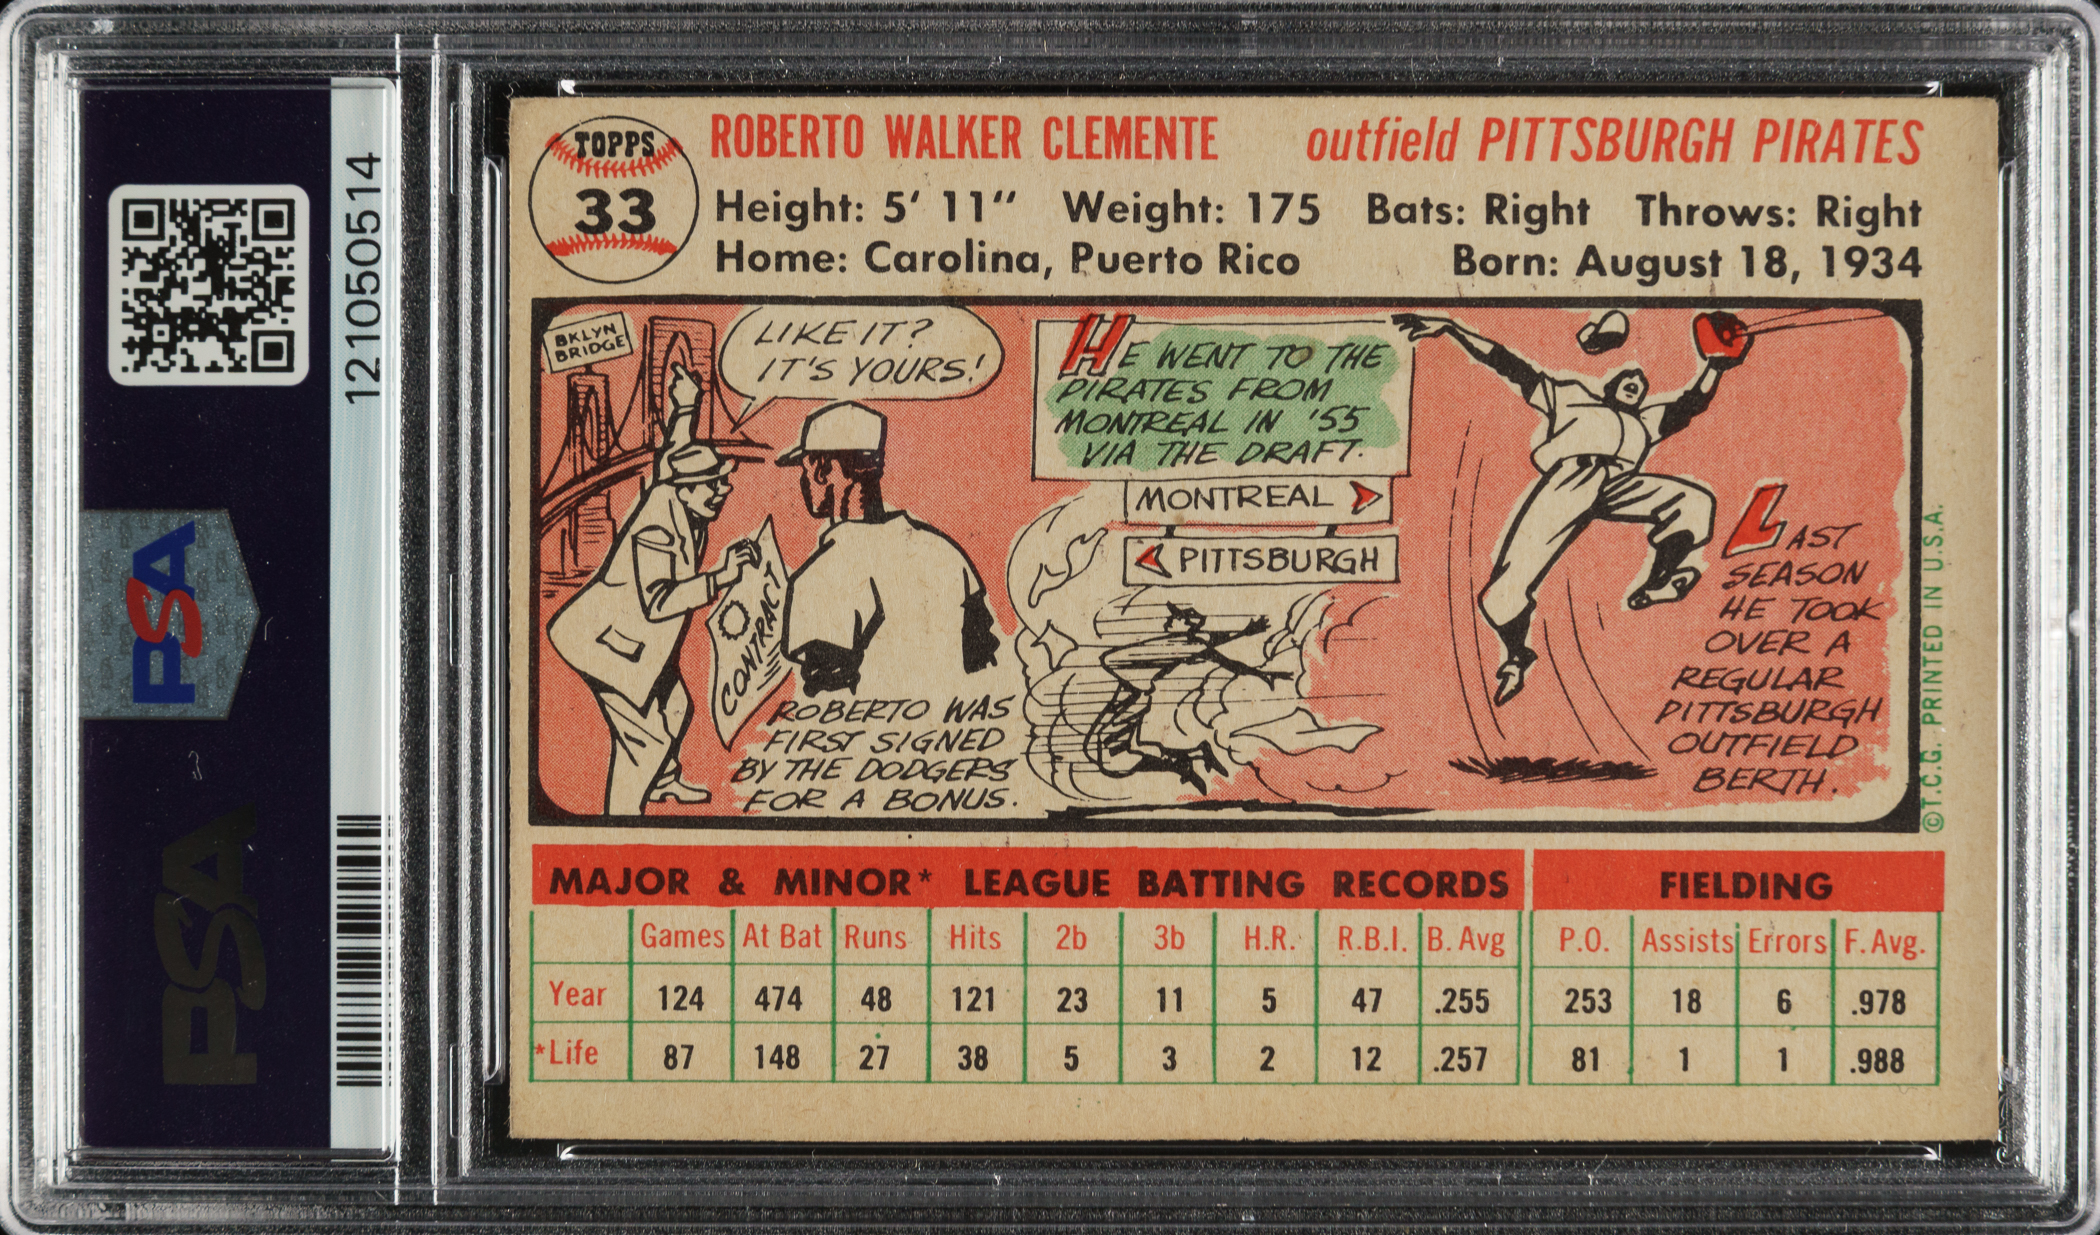 PSA
121050514
PSA
TOPPS
33
ROBERTO WALKER CLEMENTE outfield PITTSBURGH PIRATES
Height: 5' 11" Weight: 175 Bats: Right Throws: Right
Home: Carolina, Puerto Rico Born: August 18, 1934
BKLYN
BRIDGE
LIKE IT?
IT'S YOURS!
CONTRACT
ROBERTO WAS
FIRST SIGNED
BY THE DODGERS
FOR A BONUS.
HE WENT TO THE
PIRATES FROM
MONTREAL IN '55
VIA THE DRAFT.
MONTREAL
PITTSBURGH
LAST
SEASON
HE TOOK
OVER A
REGULAR
PITTSBURGH
OUTFIELD
BERTH.
©T.C.G. PRINTED IN U.S.A.
MAJOR & MINOR* LEAGUE BATTING RECORDS FIELDING
Games At Bat Runs Hits 2b 3b H.R. R.B.I. B. Avg P.O. Assists Errors F. Avg.
Year 124 474 48 121 23 11 5 47 .255 253 18 6 .978
*Life 87 148 27 38 5 3 2 12 .257 81 1 1 .988